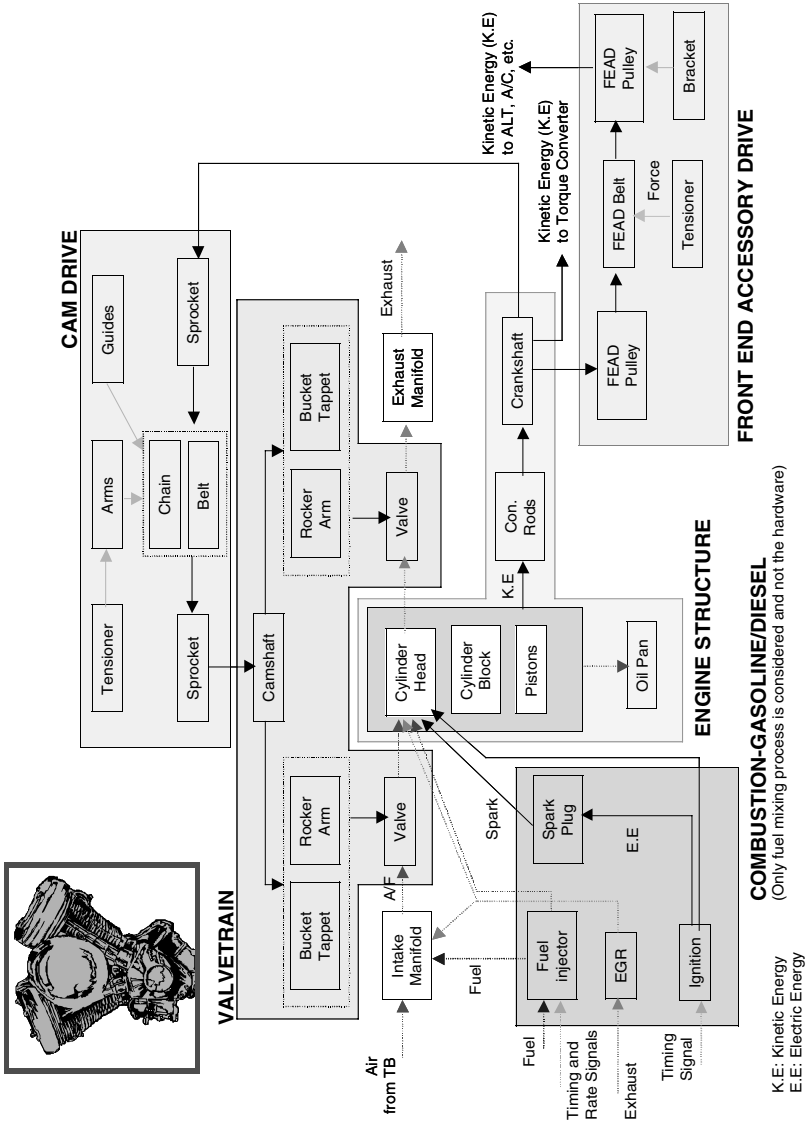 CAM DRIVE
Tensioner
Arms
Guides
Chain
Belt
Sprocket
Sprocket
VALVETRAIN
Camshaft
Bucket
Tappet
Rocker
Arm
Rocker
Arm
Bucket
Tappet
Valve
Valve
Air
from TB
Intake
Manifold
A/F
Exhaust
Manifold
Exhaust
Cylinder
Head
Cylinder
Block
Pistons
K.E
Con.
Rods
Crankshaft
Oil Pan
ENGINE STRUCTURE
Kinetic Energy (K.E)
to ALT, A/C, etc.
Kinetic Energy (K.E)
to Torque Converter
FEAD
Pulley
FEAD Belt
FEAD
Pulley
Force
Tensioner
Bracket
FRONT END ACCESSORY DRIVE
Fuel
Spark
Fuel
Timing and
Rate Signals
Exhaust
Timing
Signal
Fuel
injector
EGR
Ignition
Spark
Plug
E.E
COMBUSTION-GASOLINE/DIESEL
(Only fuel mixing process is considered and not the hardware)
K.E: Kinetic Energy
E.E: Electric Energy